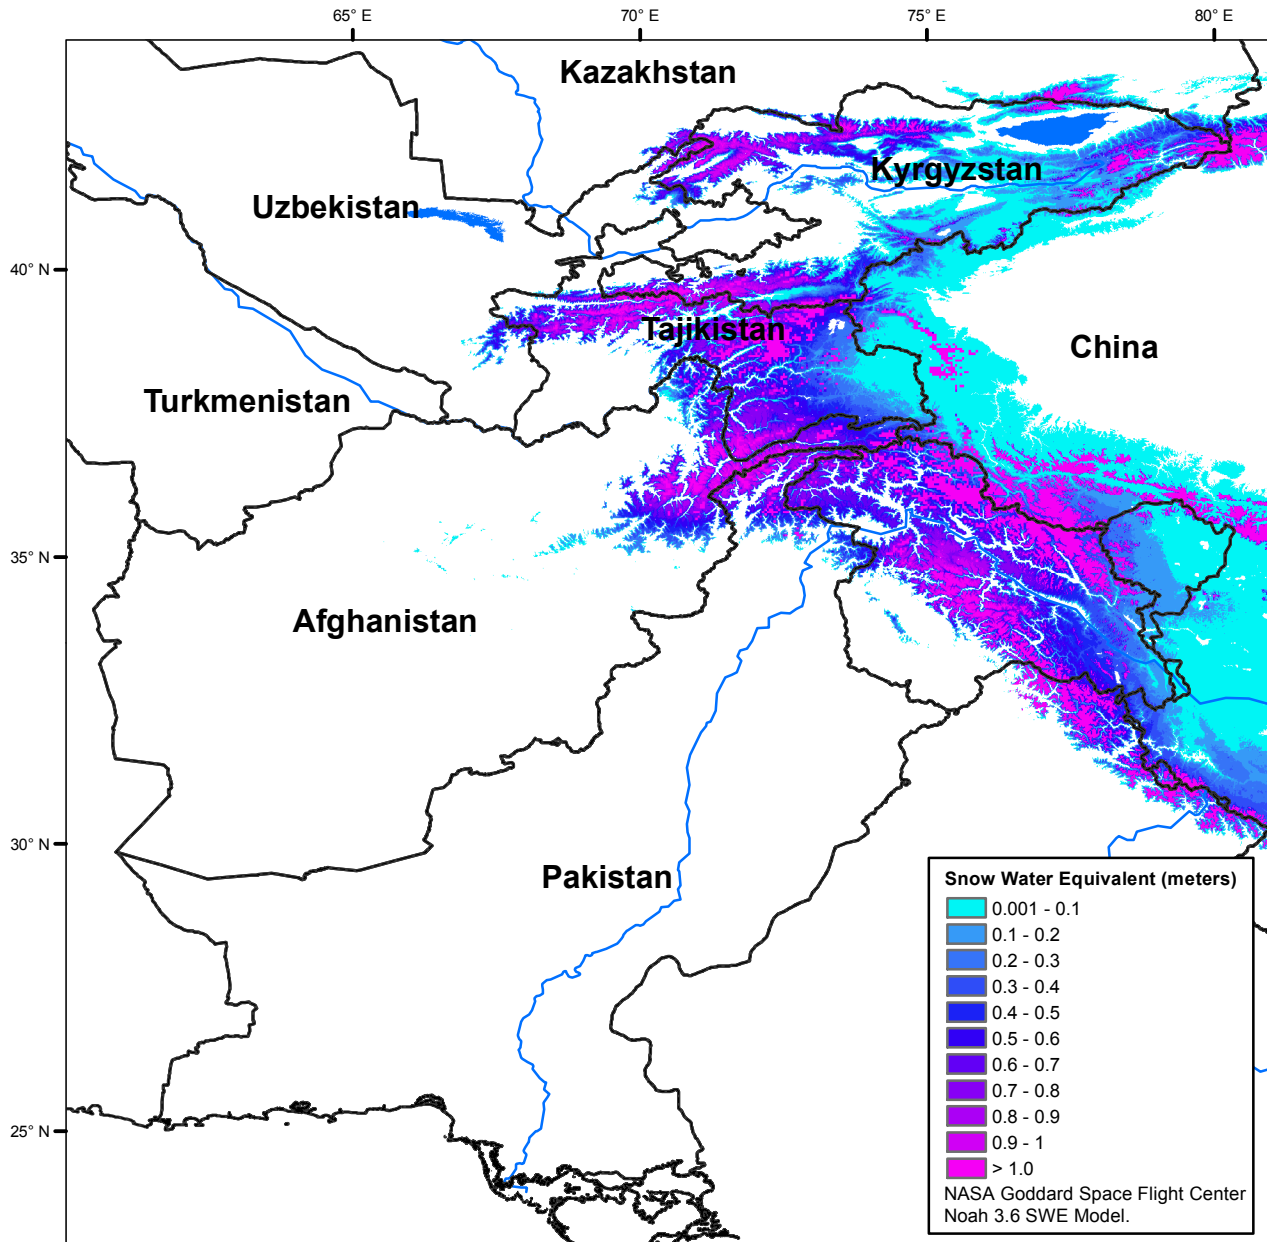 65° E
70° E
75° E
80° E
Kazakhstan
Kyrgyzstan
Uzbekistan
40° N
Tajikistan
China
Turkmenistan
35° N
Afghanistan
30° N
Pakistan
25° N
Snow Water Equivalent (meters)
0.001 - 0.1
0.1 - 0.2
0.2 - 0.3
0.3 - 0.4
0.4 - 0.5
0.5 - 0.6
0.6 - 0.7
0.7 - 0.8
0.8 - 0.9
0.9 - 1
> 1.0
NASA Goddard Space Flight Center
Noah 3.6 SWE Model.